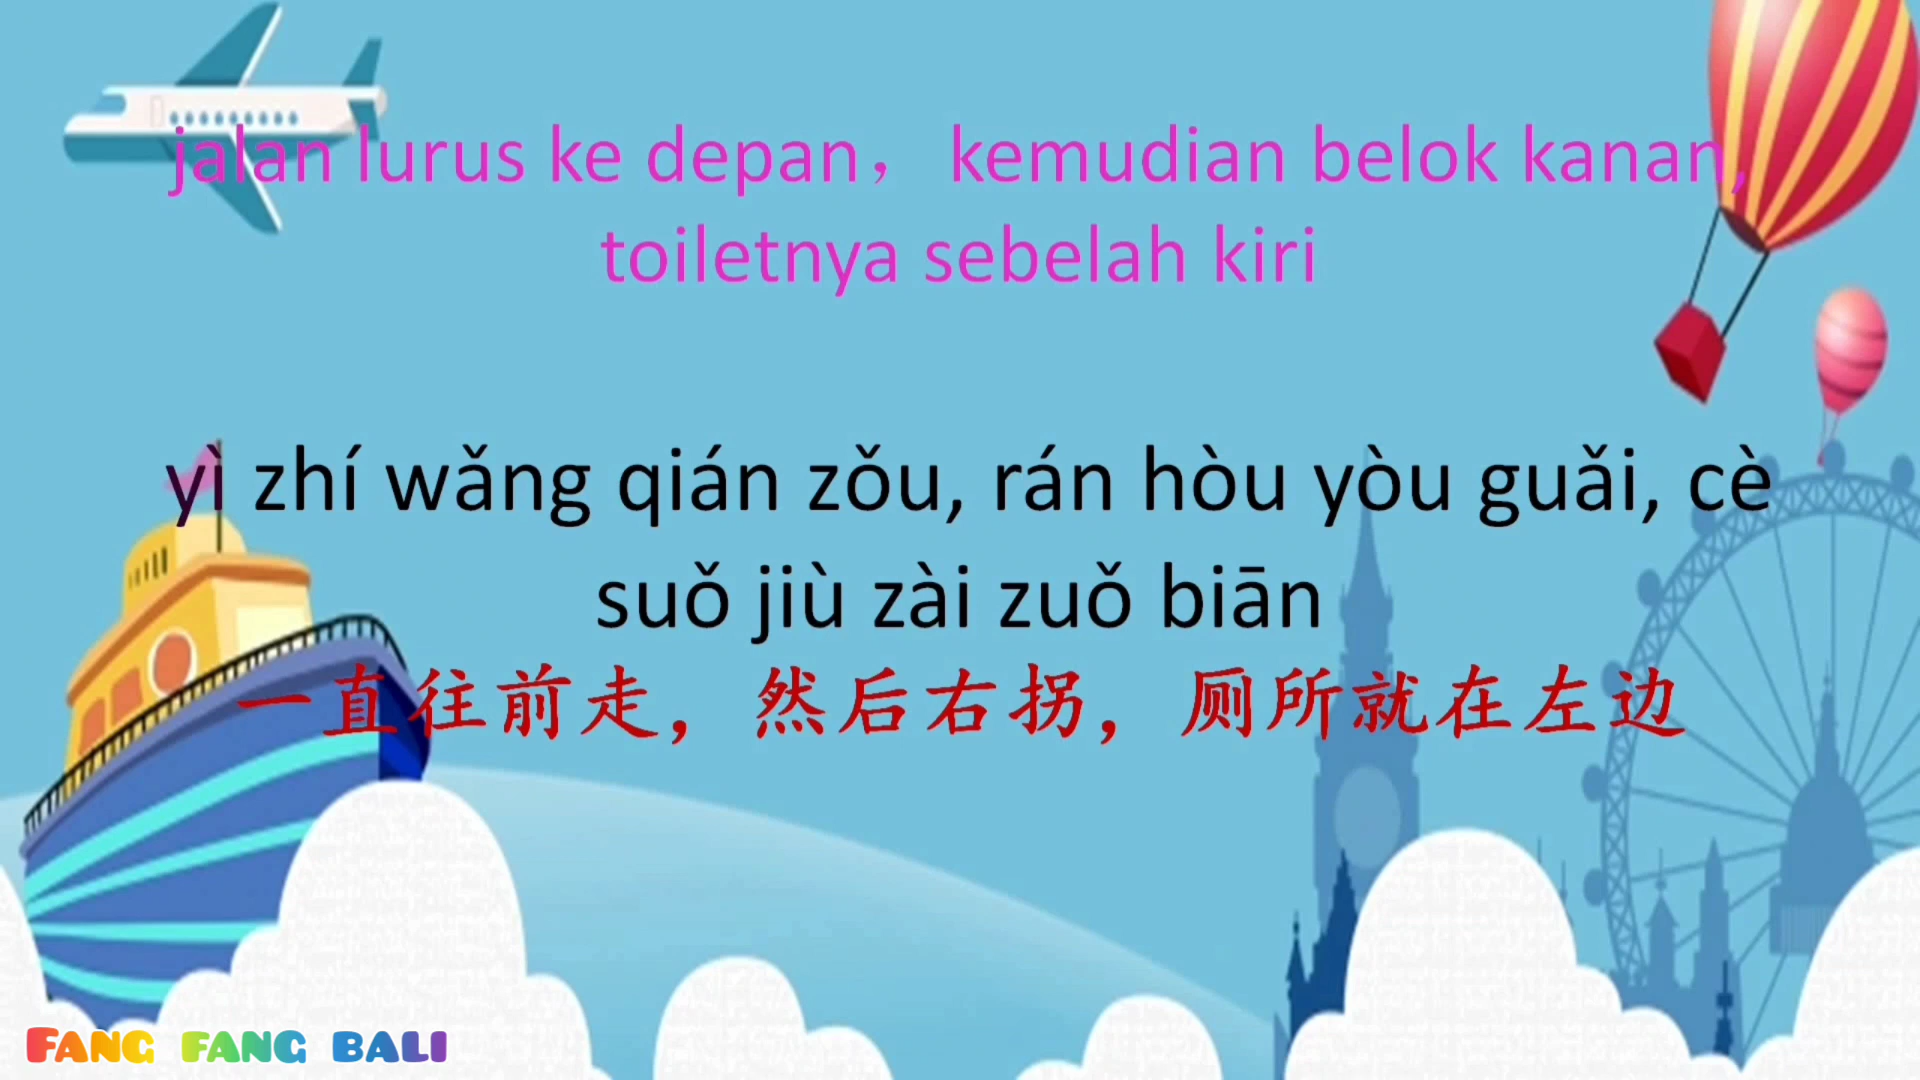 jalan lurus ke depan， kemudian belok kanan,
toiletnya sebelah kiri
yì zhí wǎng qián zǒu, rán hòu yòu guǎi, cè
suǒ jiù zài zuǒ biān
一直往前走，然后右拐，厕所就在左边
FANG FANG BALI